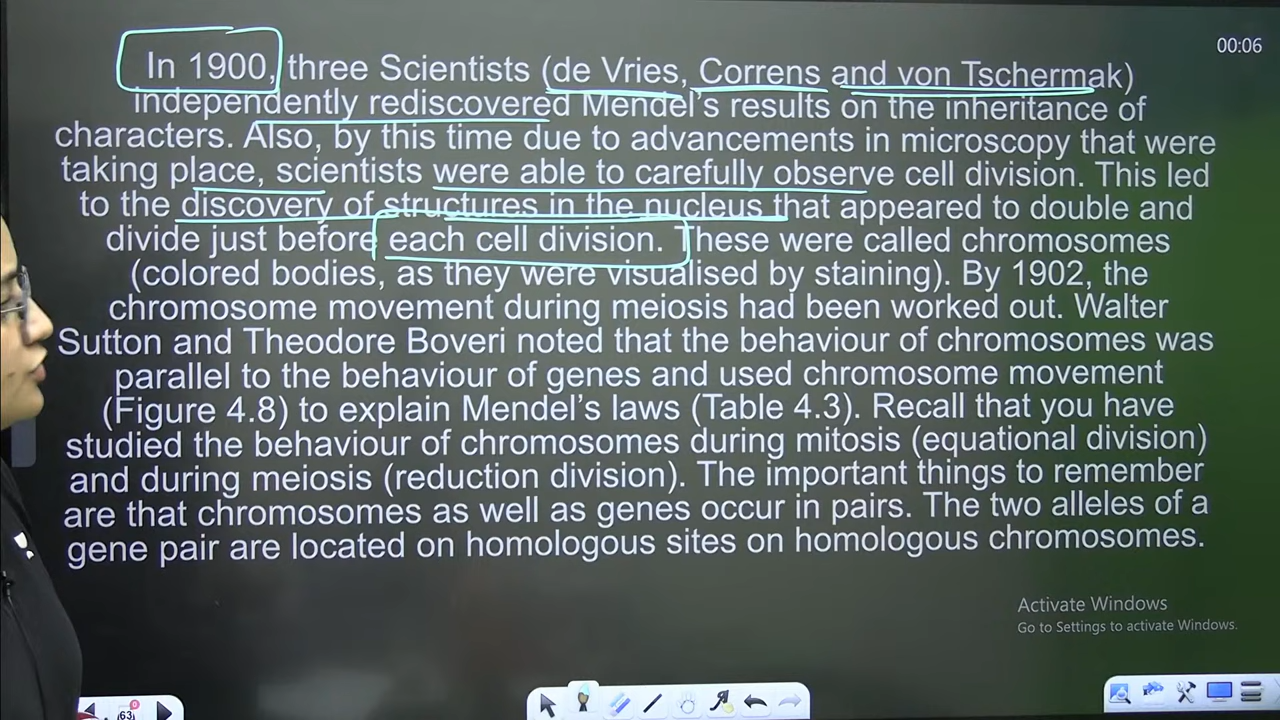 00:06
In 1900, three Scientists (de Vries, Correns and von Tschermak)
independently rediscovered Mendel's results on the inheritance of
characters. Also, by this time due to advancements in microscopy that were
taking place, scientists were able to carefully observe cell division. This led
to the discovery of structures in the nucleus that appeared to double and
divide just before each cell division. These were called chromosomes
(colored bodies, as they were visualised by staining). By 1902, the
chromosome movement during meiosis had been worked out. Walter
Sutton and Theodore Boveri noted that the behaviour of chromosomes was
parallel to the behaviour of genes and used chromosome movement
(Figure 4.8) to explain Mendel's laws (Table 4.3). Recall that you have
studied the behaviour of chromosomes during mitosis (equational division)
and during meiosis (reduction division). The important things to remember
are that chromosomes as well as genes occur in pairs. The two alleles of a
gene pair are located on homologous sites on homologous chromosomes.
Activate Windows
Go to Settings to activate Windows.
63